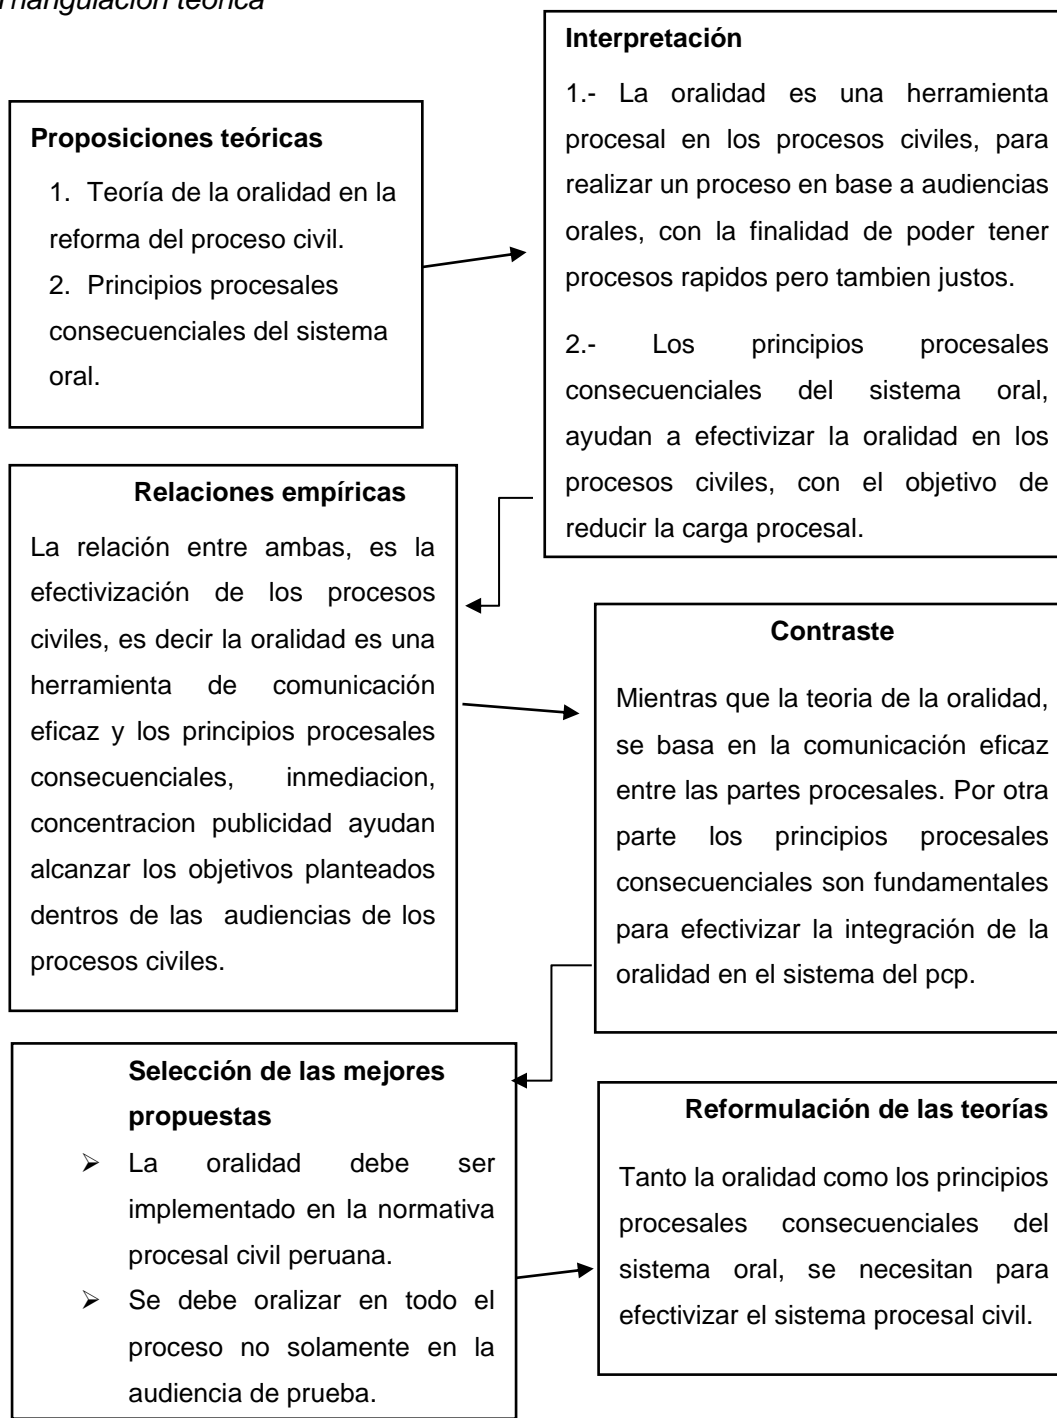 Triangulación teórica
Proposiciones teóricas
1. Teoría de la oralidad en la
reforma del proceso civil.
2. Principios procesales
consecuenciales del sistema
oral.
Interpretación
1.- La oralidad es una herramienta
procesal en los procesos civiles, para
realizar un proceso en base a audiencias
orales, con la finalidad de poder tener
procesos rapidos pero tambien justos.
2.- Los principios procesales
consecuenciales del sistema oral,
ayudan a efectivizar la oralidad en los
procesos civiles, con el objetivo de
reducir la carga procesal.
Relaciones empíricas
La relación entre ambas, es la
efectivización de los procesos
civiles, es decir la oralidad es una
herramienta de comunicación
eficaz y los principios procesales
consecuenciales, inmediacion,
concentracion publicidad ayudan
alcanzar los objetivos planteados
dentros de las audiencias de los
procesos civiles.
Contraste
Mientras que la teoria de la oralidad,
se basa en la comunicación eficaz
entre las partes procesales. Por otra
parte los principios procesales
consecuenciales son fundamentales
para efectivizar la integración de la
oralidad en el sistema del pcp.
Selección de las mejores
propuestas
➢ La oralidad debe ser
implementado en la normativa
procesal civil peruana.
➢ Se debe oralizar en todo el
proceso no solamente en la
audiencia de prueba.
Reformulación de las teorías
Tanto la oralidad como los principios
procesales consecuenciales del
sistema oral, se necesitan para
efectivizar el sistema procesal civil.